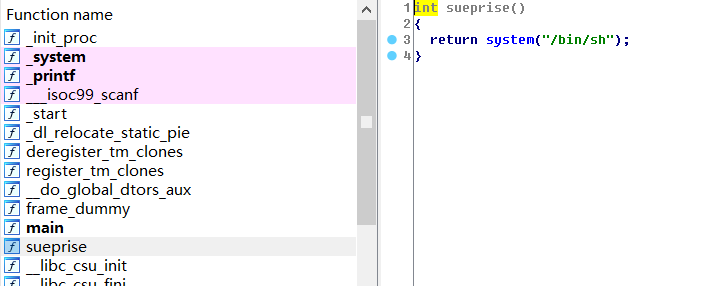 Function name
_init_proc
_system
_printf
___isoc99_scanf
_start
_dl_relocate_static_pie
deregister_tm_clones
register_tm_clones
__do_global_dtors_aux
frame_dummy
main
sueprise
__libc_csu_init
__libc_csu_fini
1 int sueprise()
2 {
3 return system("/bin/sh");
4 }